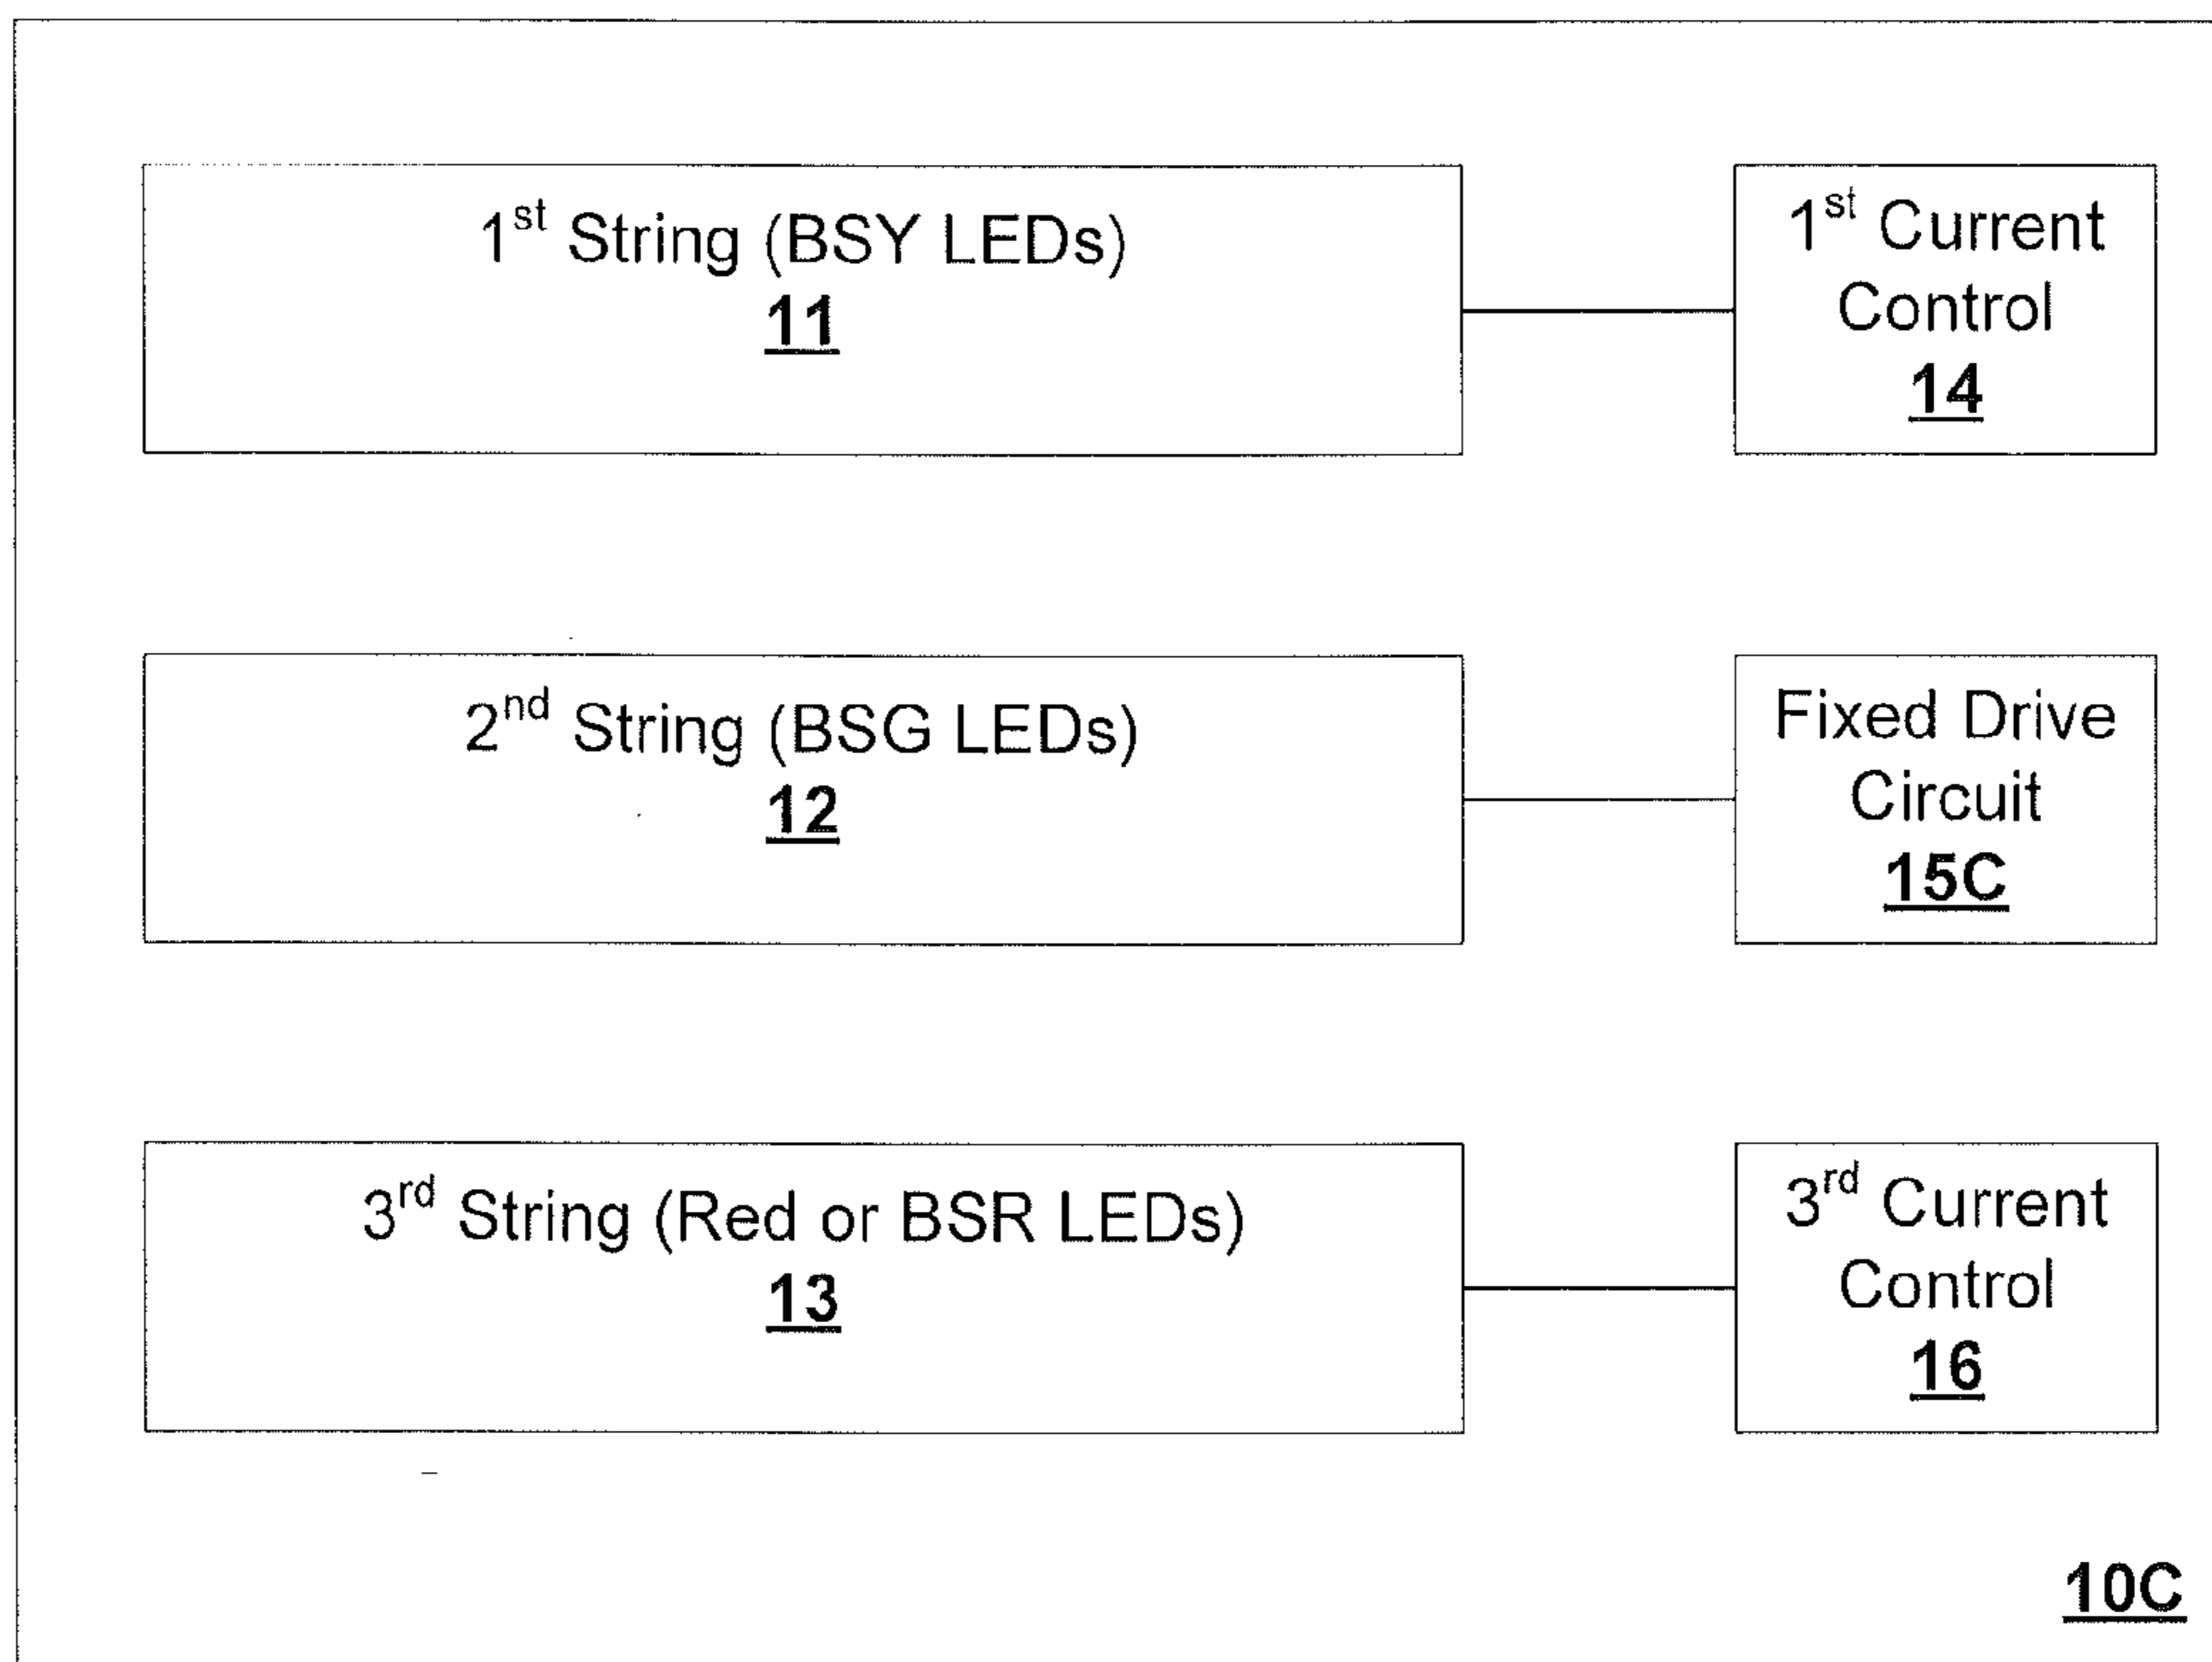 1st String (BSY LEDs)
11
1st Current
Control
14
2nd String (BSG LEDs)
12
Fixed Drive
Circuit
15C
3rd String (Red or BSR LEDs)
13
3rd Current
Control
16
10C